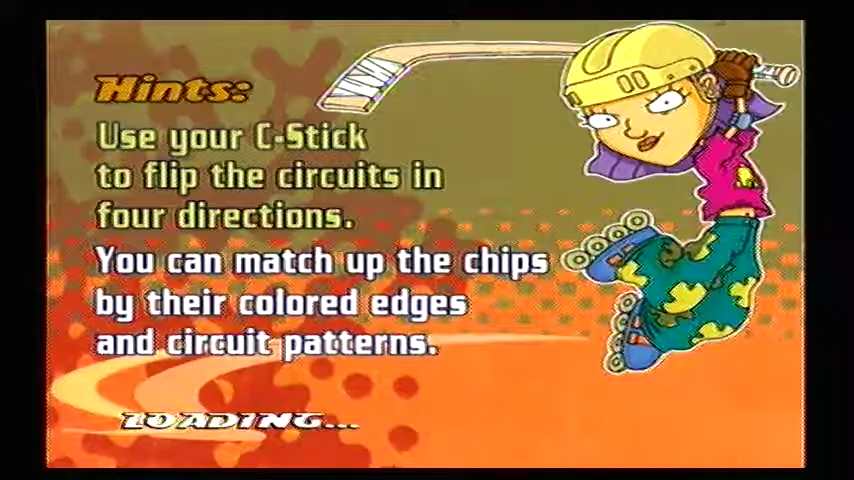 Hints:
Use your C-Stick
to flip the circuits in
four directions.
You can match up the chips
by their colored edges
and circuit patterns.
LOADING...